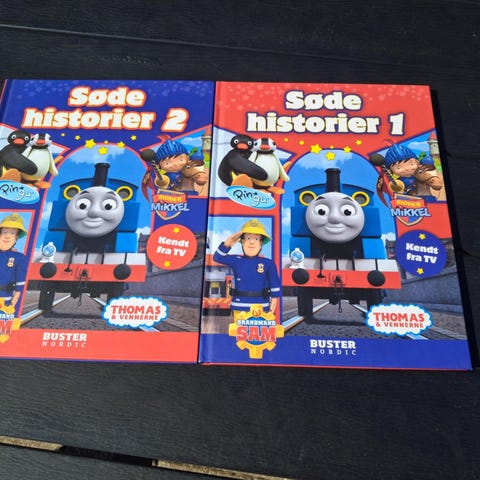 Søde
historier 2
Pingu
RIDDER
MIKKEL
Kendt
fra TV
THOMAS
& VENNERNE
SAM
BUSTER
NORDIC
Søde
historier 1
Pingu
RIDDER
MIKKEL
Kendt
fra TV
BRANDMAND
SAM
THOMAS
& VENNERNE
BUSTER
NORDIC